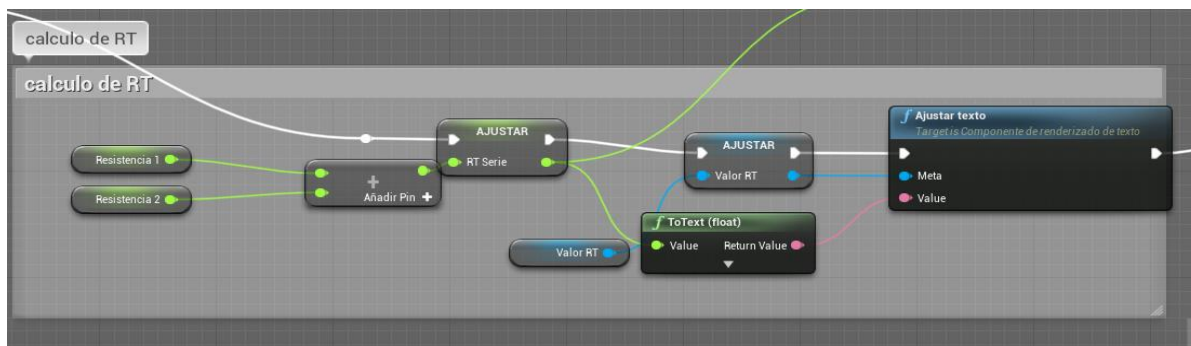 calculo de RT
calculo de RT
Resistencia 1
Resistencia 2
Añadir Pin
AJUSTAR
RT Serie
AJUSTAR
Valor RT
Valor RT
ToText (float)
Value Return Value
Ajustar texto
Target is Componente de renderizado de texto
Meta
Value